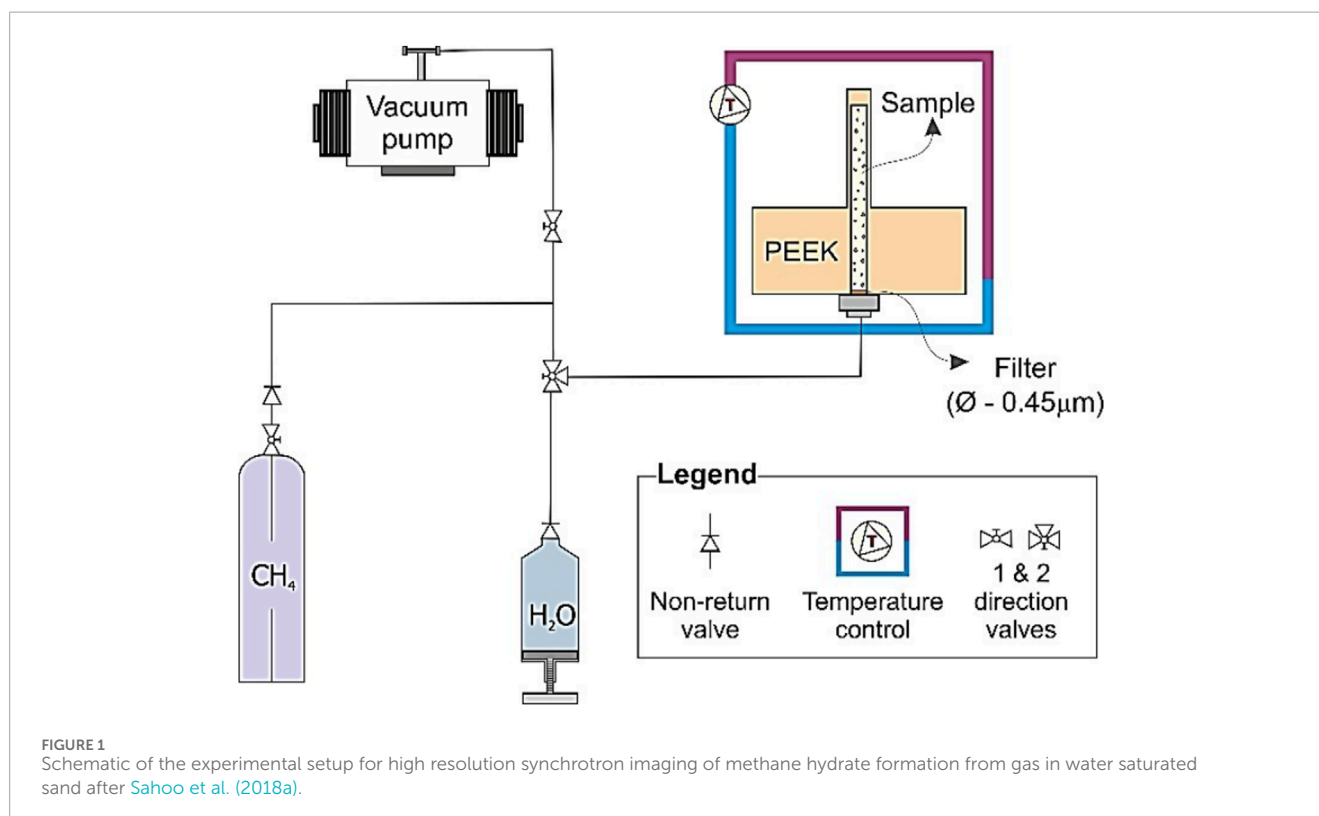 Vacuum
pump
T
Sample
PEEK
Filter
(Ø - 0.45μm)
CH₄
H₂O
Legend
T
Non-return
valve
Temperature
control
1 & 2
direction
valves
FIGURE 1
Schematic of the experimental setup for high resolution synchrotron imaging of methane hydrate formation from gas in water saturated
sand after Sahoo et al. (2018a).